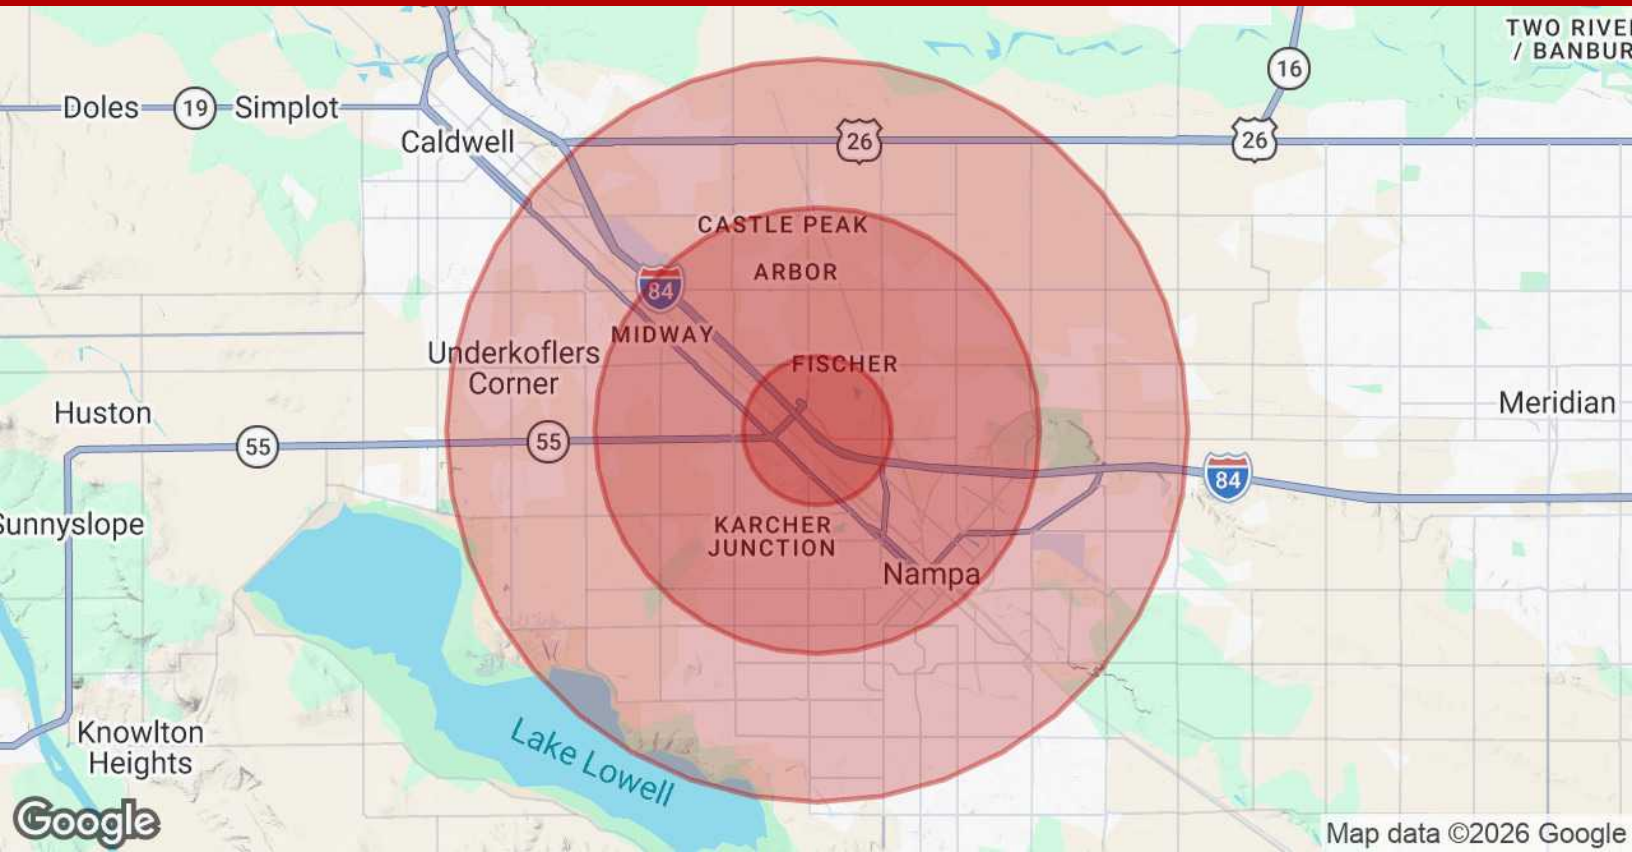 TWO RIVE
/ BANBUR
16
Doles
19
Simplot
Caldwell
26
26
CASTLE PEAK
ARBOR
84
MIDWAY
Underkoflers
Corner
FISCHER
Huston
Meridian
55
55
84
Sunnyslope
KARCHER
JUNCTION
Nampa
Knowlton
Heights
Lake Lowell
Google
Map data ©2026 Google